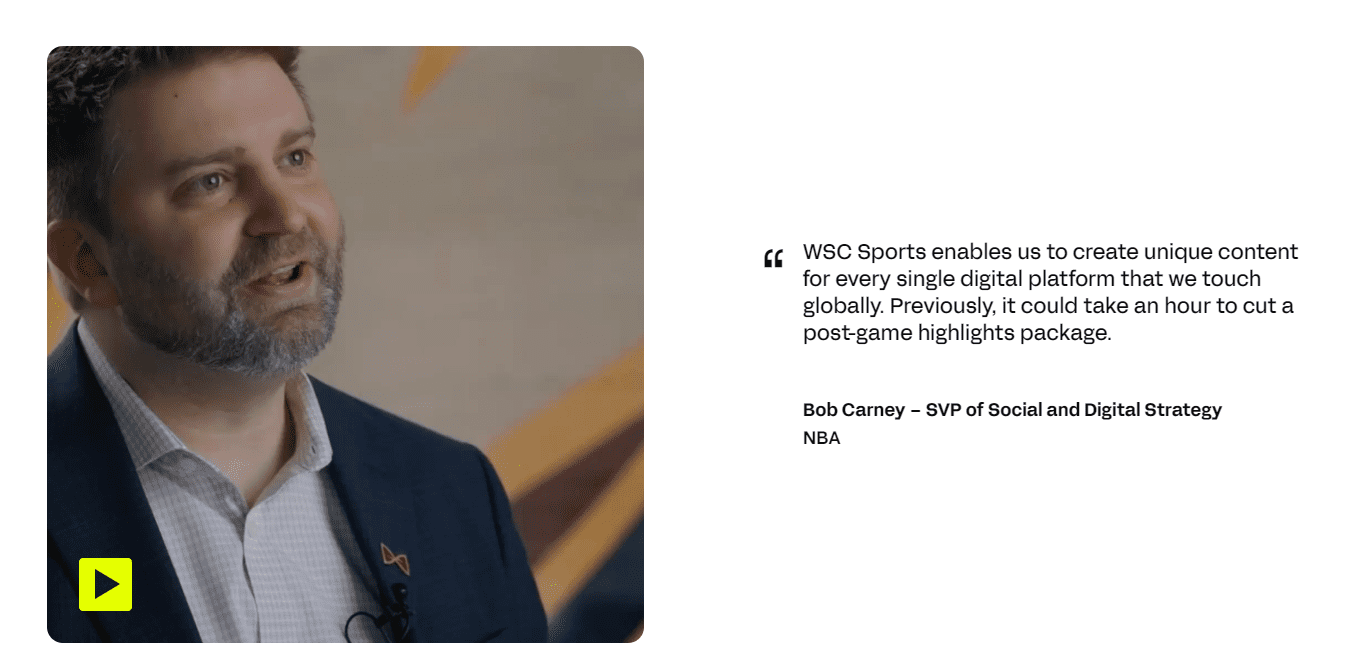 “ WSC Sports enables us to create unique content
for every single digital platform that we touch
globally. Previously, it could take an hour to cut a
post-game highlights package.
Bob Carney – SVP of Social and Digital Strategy
NBA